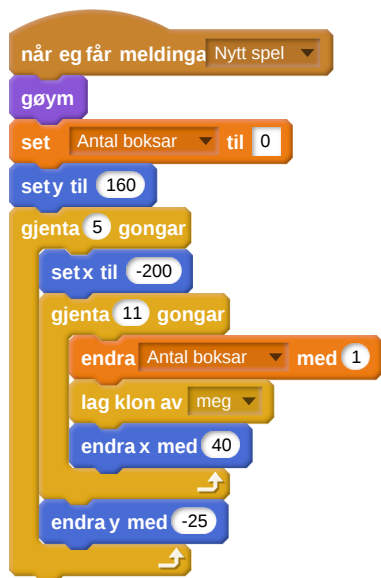 når eg får meldinga Nytt spel
gøym
set Antal boksar til 0
set y til 160
gjenta 5 gongar
set x til -200
gjenta 11 gongar
endra Antal boksar med 1
lag klon av meg
endra x med 40
endra y med -25